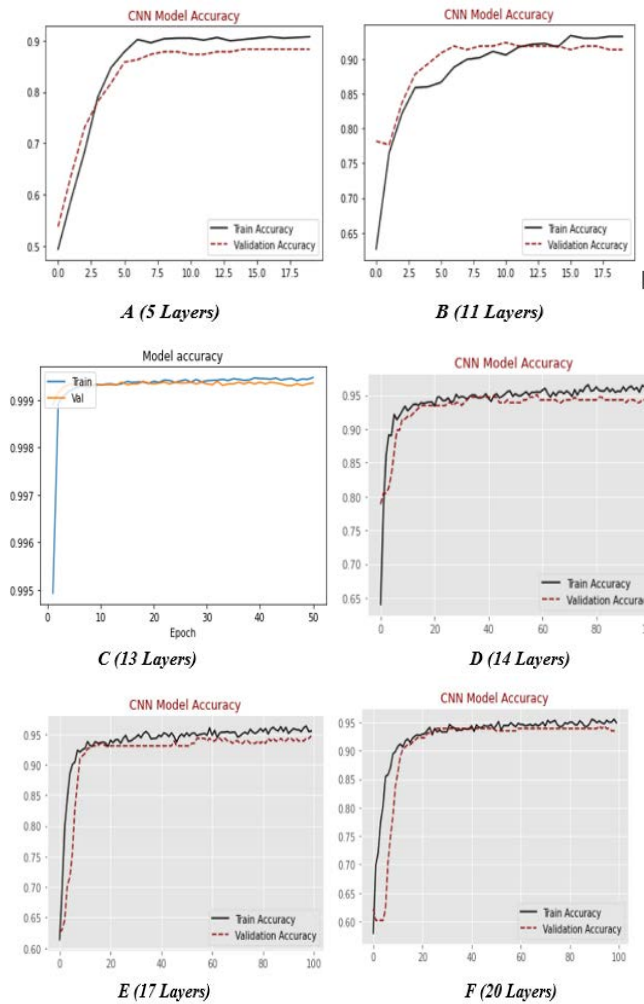 CNN Model Accuracy
0.9
0.8
0.7
0.6
0.5
Train Accuracy
Validation Accuracy
0.0 2.5 5.0 7.5 10.0 12.5 15.0 17.5
A (5 Layers)
CNN Model Accuracy
0.90
0.85
0.80
0.75
0.70
0.65
Train Accuracy
Validation Accuracy
0.0 2.5 5.0 7.5 10.0 12.5 15.0 17.5
B (11 Layers)
Model accuracy
Train
Val
0.999
0.998
0.997
0.996
0.995
0 10 20 30 40 50
Epoch
C (13 Layers)
CNN Model Accuracy
0.95
0.90
0.85
0.80
0.75
0.70
0.65
Train Accuracy
Validation Accura
0 20 40 60 80
D (14 Layers)
CNN Model Accuracy
0.95
0.90
0.85
0.80
0.75
0.70
0.65
0.60
Train Accuracy
Validation Accuracy
0 20 40 60 80 100
E (17 Layers)
CNN Model Accuracy
0.95
0.90
0.85
0.80
0.75
0.70
0.65
0.60
Train Accuracy
Validation Accuracy
0 20 40 60 80 100
F (20 Layers)